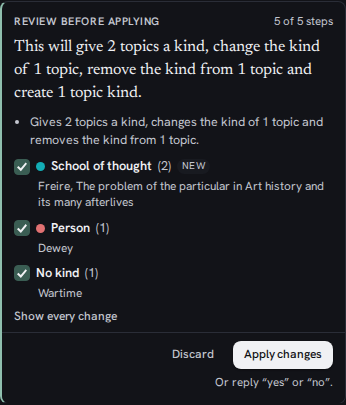 REVIEW BEFORE APPLYING 5 of 5 steps
This will give 2 topics a kind, change the kind
of 1 topic, remove the kind from 1 topic and
create 1 topic kind.
• Gives 2 topics a kind, changes the kind of 1 topic and
removes the kind from 1 topic.
School of thought (2) NEW
Freire, The problem of the particular in Art history and
its many afterlives
Person (1)
Dewey
No kind (1)
Wartime
Show every change
Discard Apply changes
Or reply “yes” or “no”.